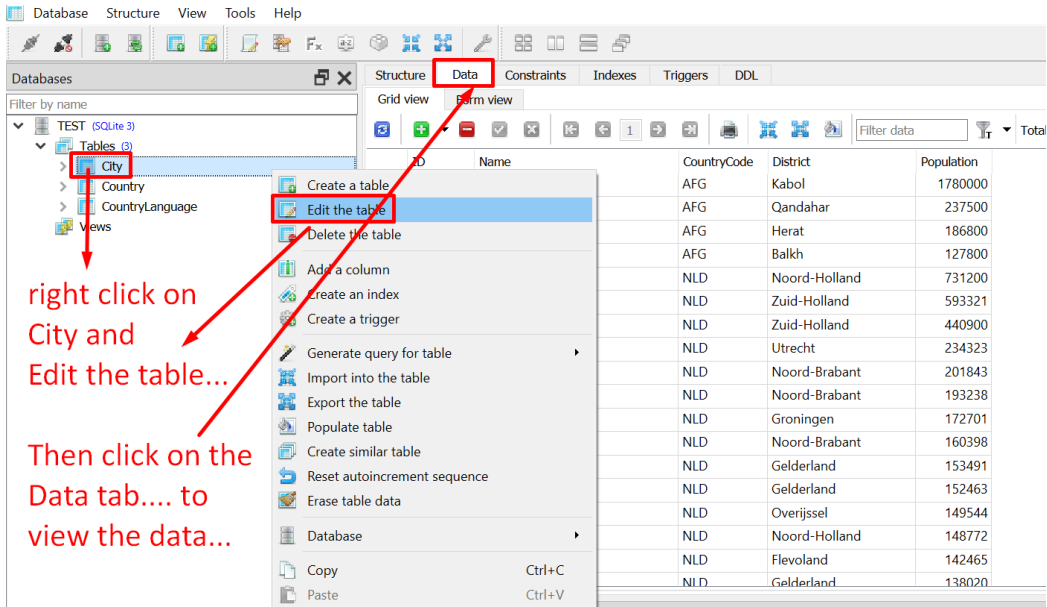 Database Structure View Tools Help
Databases
Structure Data Constraints Indexes Triggers DDL
Grid view Form view
Filter by name
1 Filter data T Total
TEST (SQLite 3)
Tables (3)
City
Country
CountryLanguage
Views
ID Name CountryCode District Population
AFG Kabol 1780000
AFG Qandahar 237500
AFG Herat 186800
AFG Balkh 127800
NLD Noord-Holland 731200
NLD Zuid-Holland 593321
NLD Zuid-Holland 440900
NLD Utrecht 234323
NLD Noord-Brabant 201843
NLD Noord-Brabant 193238
NLD Groningen 172701
NLD Noord-Brabant 160398
NLD Gelderland 153491
NLD Gelderland 152463
NLD Overijssel 149544
NLD Noord-Holland 148772
NLD Flevoland 142465
NLD Gelderland 138020
Create a table
Edit the table
Delete the table
Add a column
Create an index
Create a trigger
Generate query for table
Import into the table
Export the table
Populate table
Create similar table
Reset autoincrement sequence
Erase table data
Database
Copy Ctrl+C
Paste Ctrl+V
right click on
City and
Edit the table...
Then click on the
Data tab.... to
view the data...